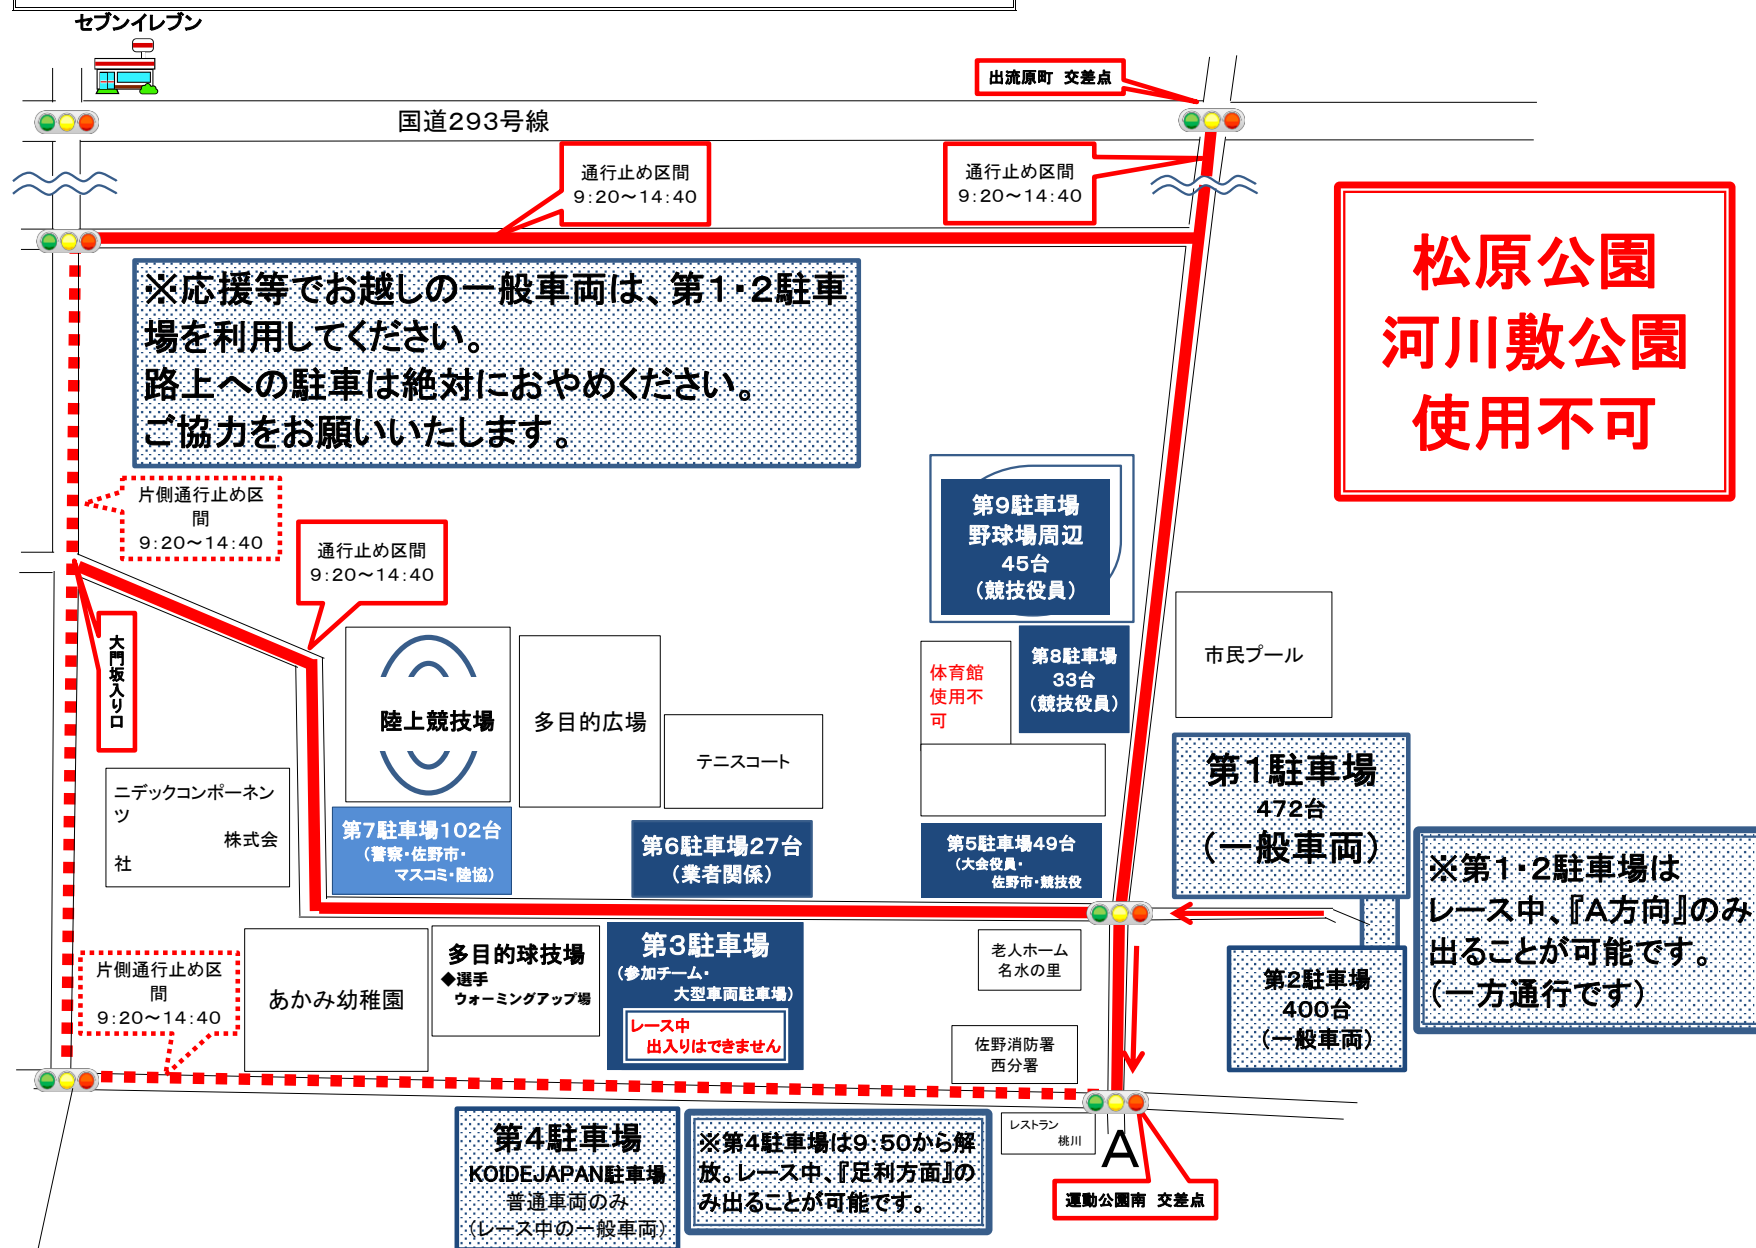 セブンイレブン
出流原町 交差点
国道293号線
通行止め区間
9:20～14:40
通行止め区間
9:20～14:40
松原公園
河川敷公園
使用不可
※応援等でお越しの一般車両は、第1・2駐車
場を利用してください。
路上への駐車は絶対におやめください。
ご協力をお願いいたします。
片側通行止め区
間
9:20～14:40
通行止め区間
9:20～14:40
第9駐車場
野球場周辺
45台
（競技役員）
大門坂入り口
陸上競技場
多目的広場
テニスコート
体育館
使用不
可
第8駐車場
33台
（競技役員）
市民プール
ニデックコンポーネン
ツ
株式会
社
第7駐車場102台
（警察・佐野市・
マスコミ・陸協）
第6駐車場27台
（業者関係）
第5駐車場49台
（大会役員・
佐野市・競技役
第1駐車場
472台
（一般車両）
※第1・2駐車場は
レース中、『A方向』のみ
出ることが可能です。
（一方通行です）
片側通行止め区
間
9:20～14:40
あかみ幼稚園
多目的球技場
◆選手
ウォーミングアップ場
第3駐車場
（参加チーム・
大型車両駐車場）
レース中
出入りはできません
老人ホーム
名水の里
第2駐車場
400台
（一般車両）
佐野消防署
西分署
第4駐車場
KOIDEJAPAN駐車場
普通車両のみ
（レース中の一般車両）
※第4駐車場は9:50から解
放。レース中、『足利方面』の
み出ることが可能です。
レストラン
桃川
A
運動公園南 交差点